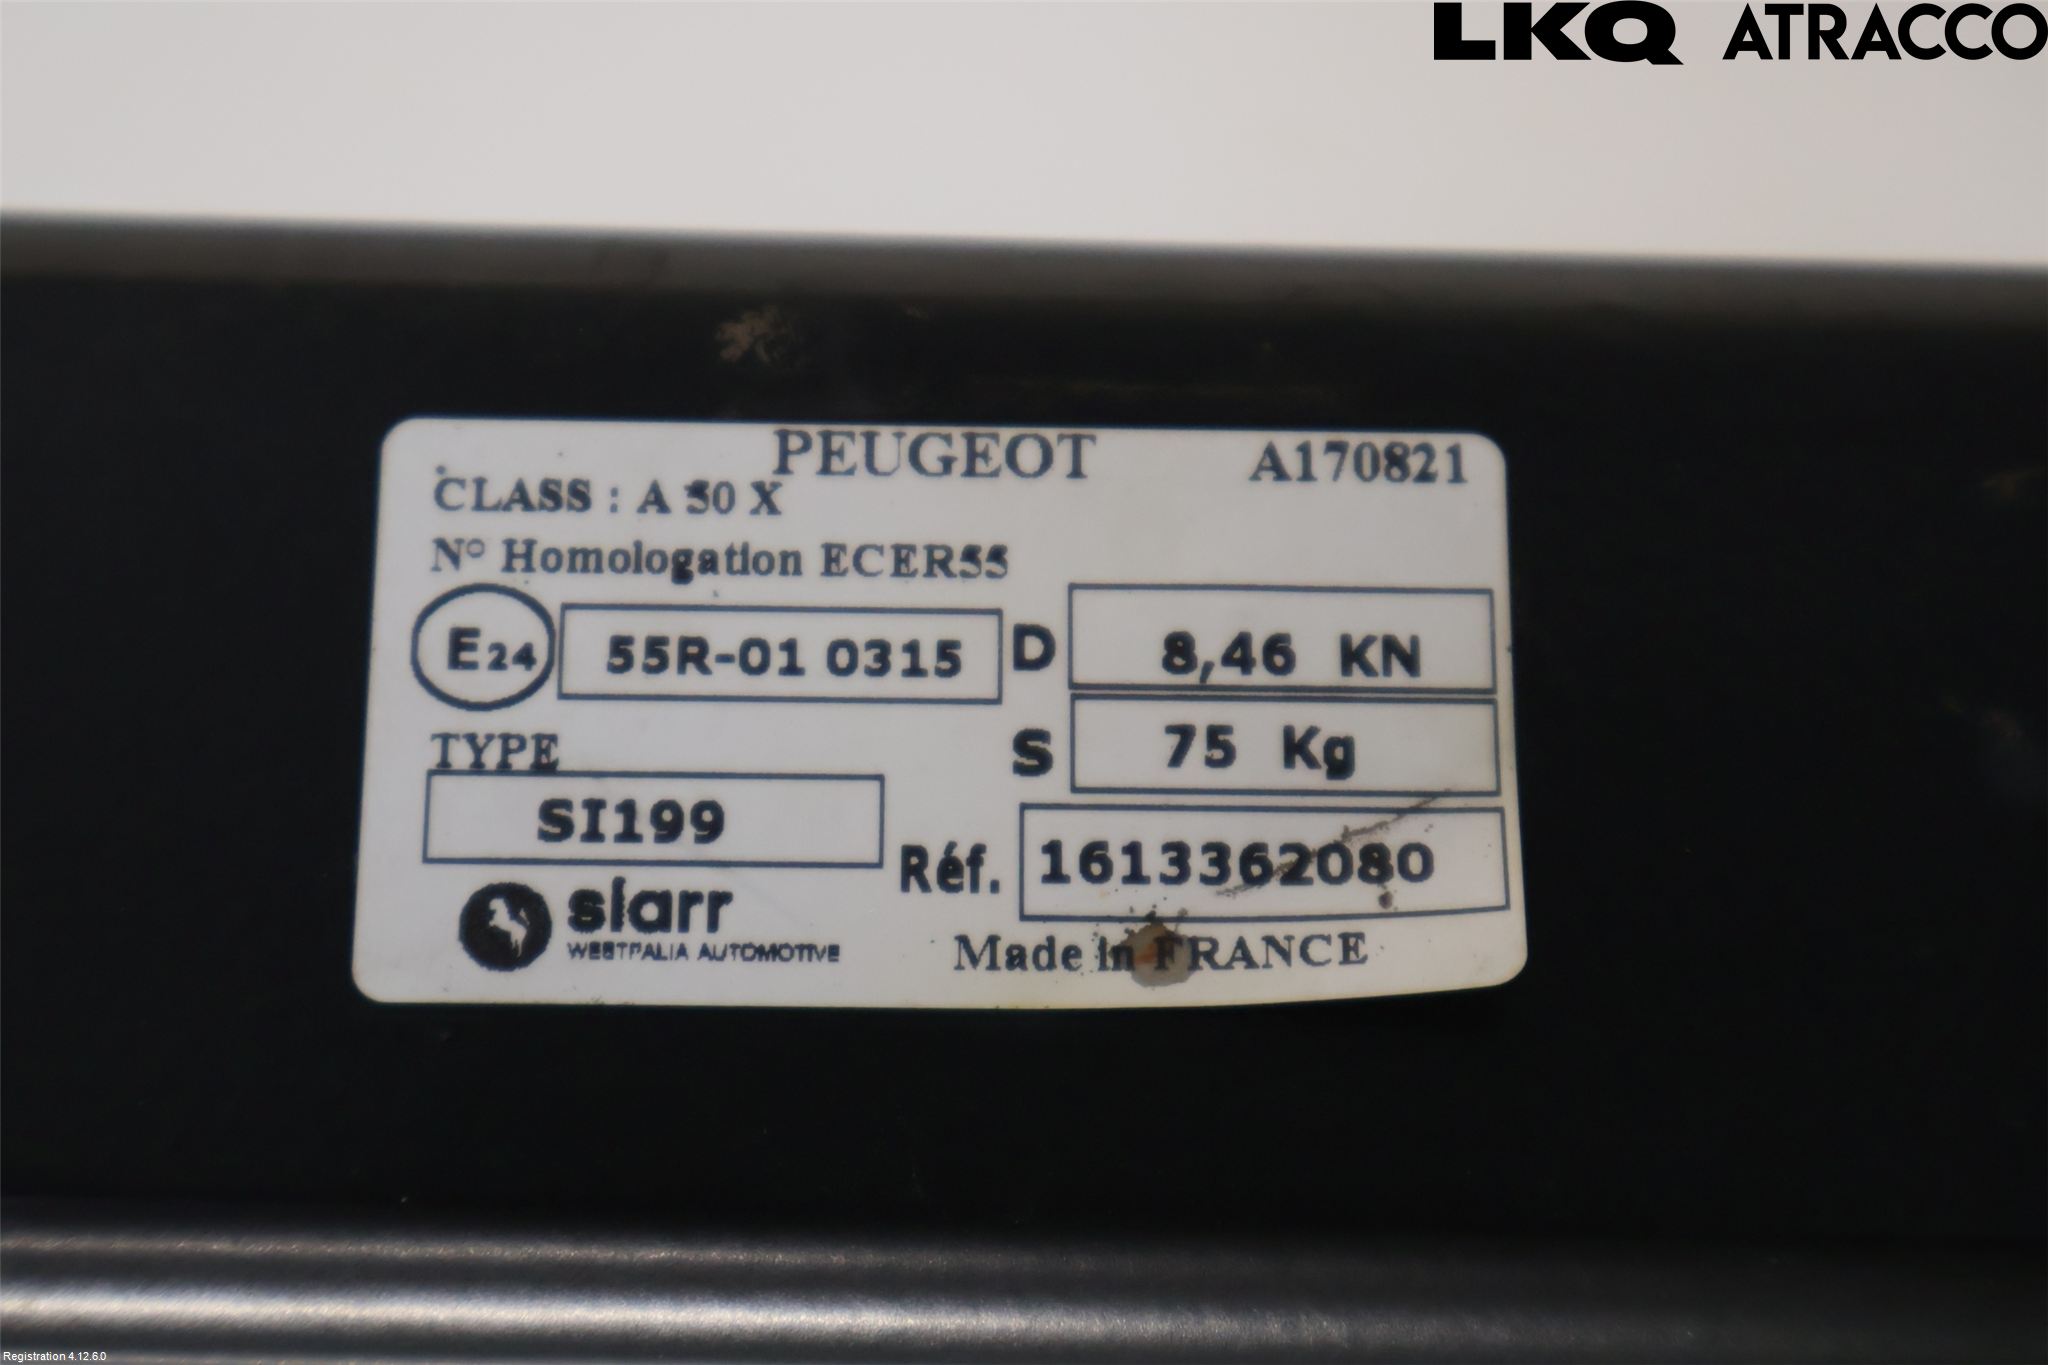 LKQ ATRACCO
PEUGEOT A170821
CLASS : A 50 X
N° Homologation ECER55
E24 55R-01 0315 D 8,46 KN
S 75 Kg
TYPE
SI199
Réf. 1613362080
siarr
WESTFALIA AUTOMOTIVE
Made in FRANCE
Registration 4.12.6.0